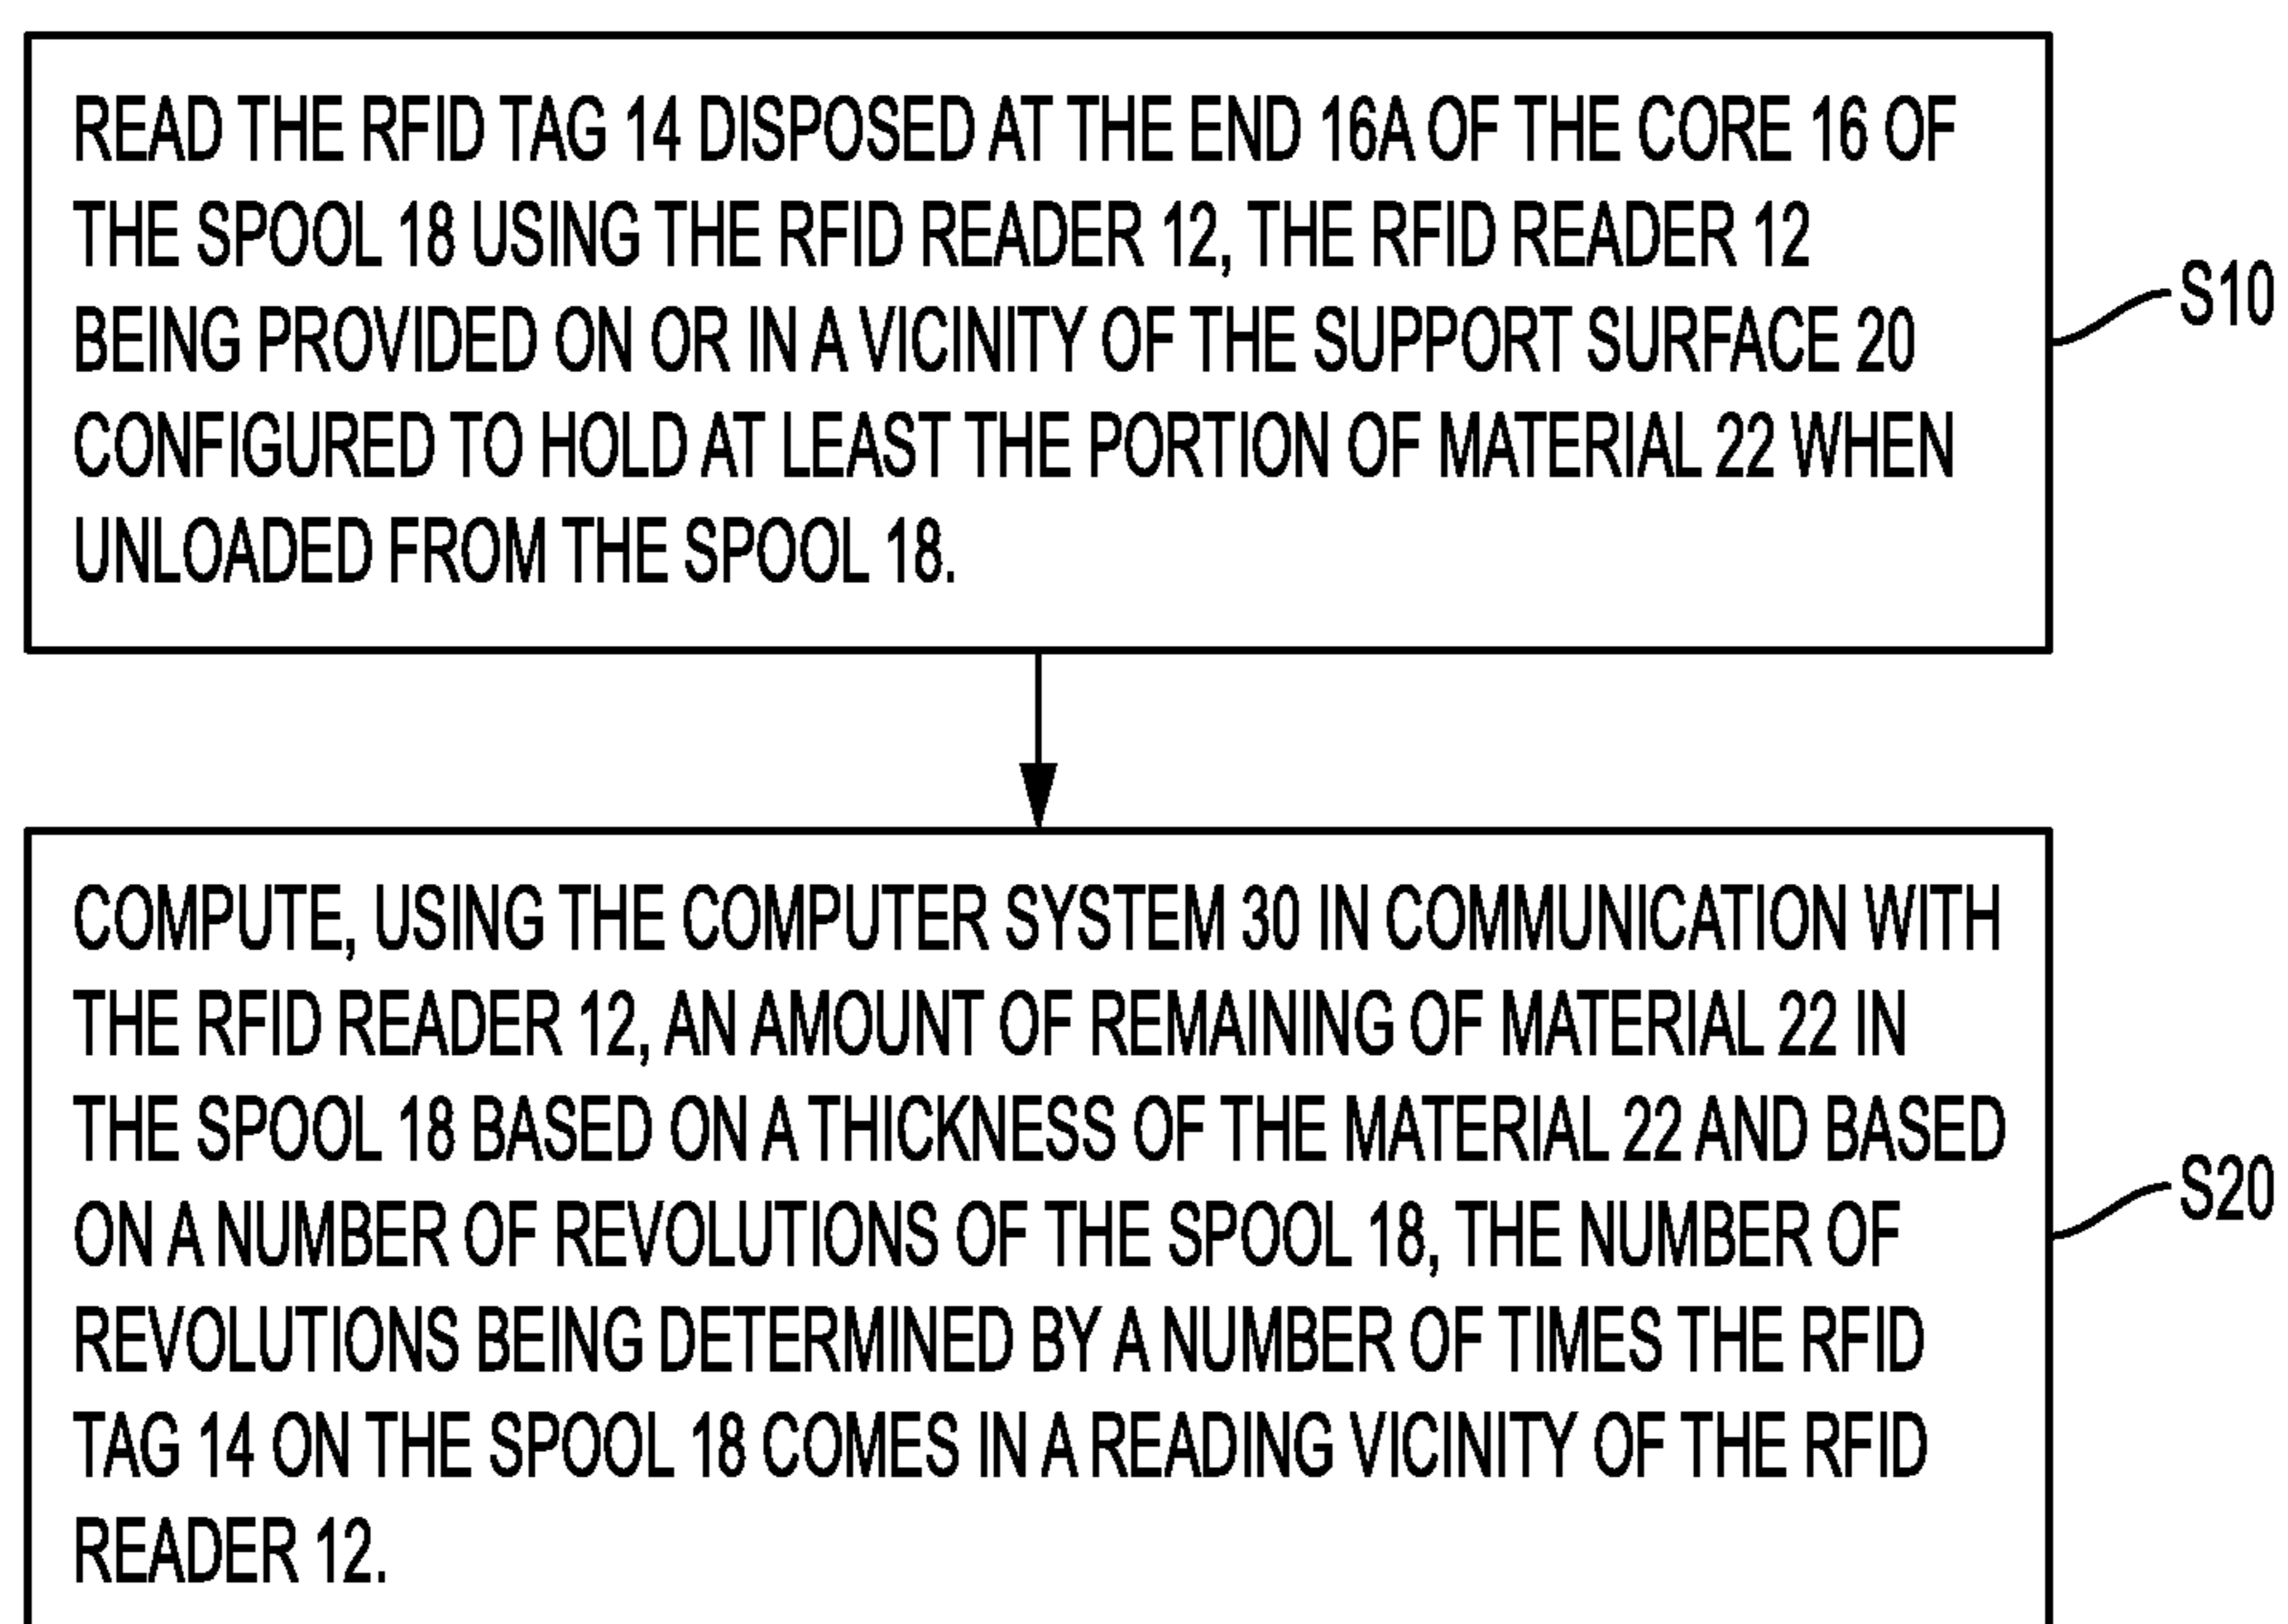 READ THE RFID TAG 14 DISPOSED AT THE END 16A OF THE CORE 16 OF
THE SPOOL 18 USING THE RFID READER 12, THE RFID READER 12
BEING PROVIDED ON OR IN A VICINITY OF THE SUPPORT SURFACE 20
CONFIGURED TO HOLD AT LEAST THE PORTION OF MATERIAL 22 WHEN
UNLOADED FROM THE SPOOL 18.
S10
COMPUTE, USING THE COMPUTER SYSTEM 30 IN COMMUNICATION WITH
THE RFID READER 12, AN AMOUNT OF REMAINING OF MATERIAL 22 IN
THE SPOOL 18 BASED ON A THICKNESS OF THE MATERIAL 22 AND BASED
ON A NUMBER OF REVOLUTIONS OF THE SPOOL 18, THE NUMBER OF
REVOLUTIONS BEING DETERMINED BY A NUMBER OF TIMES THE RFID
TAG 14 ON THE SPOOL 18 COMES IN A READING VICINITY OF THE RFID
READER 12.
S20